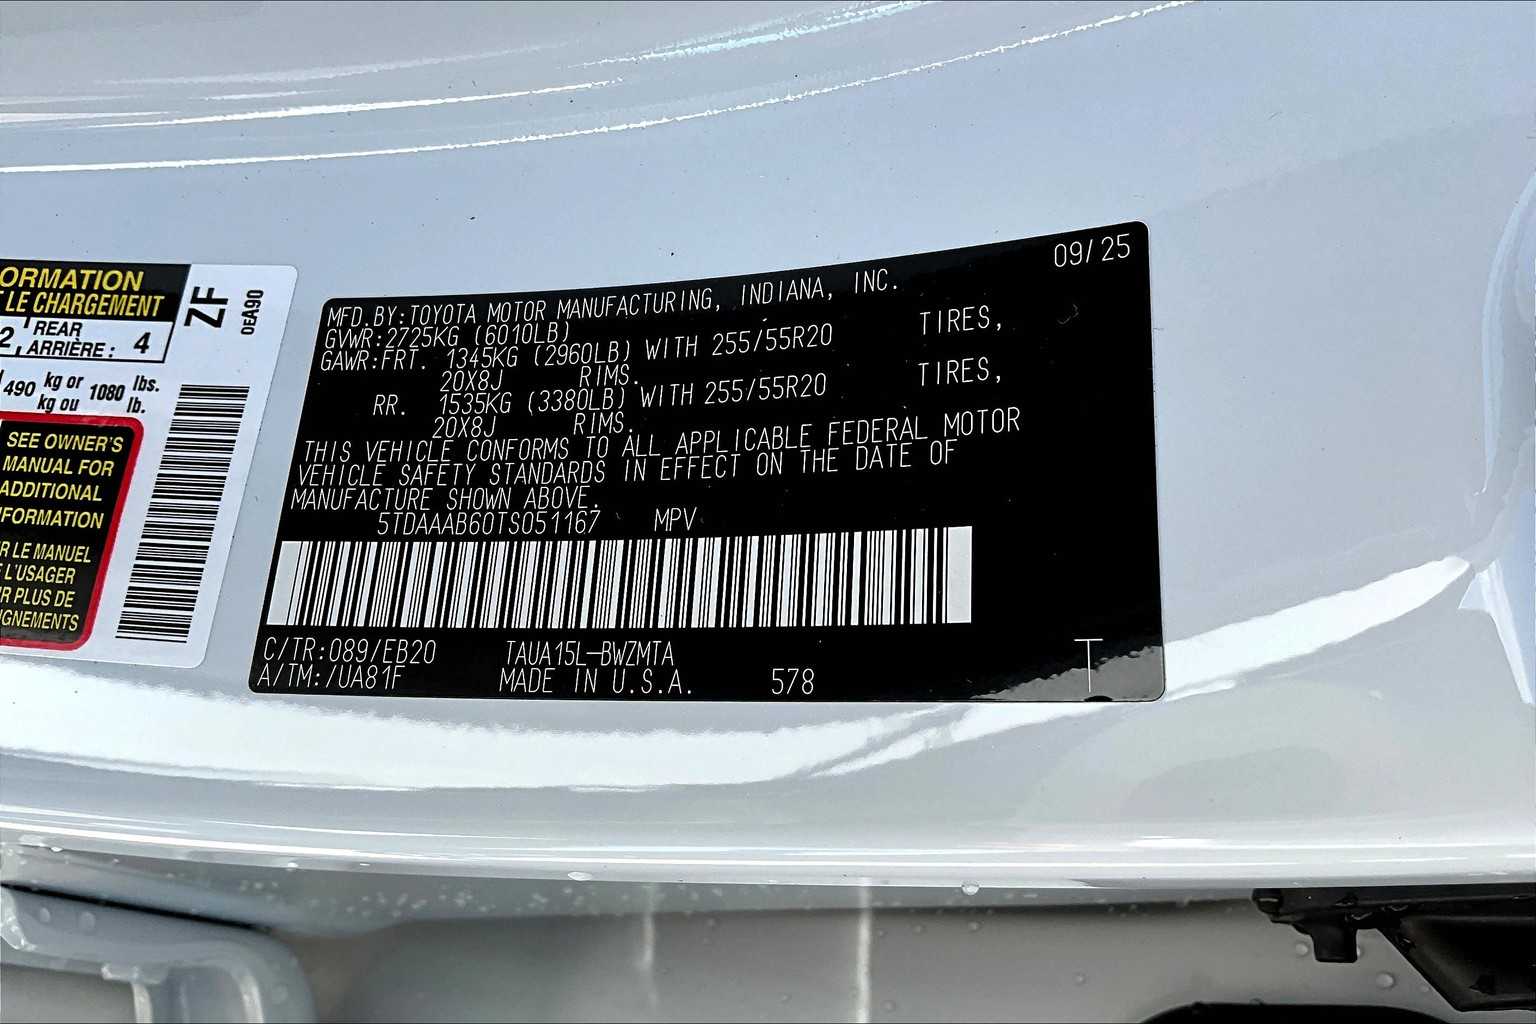 ORMATION
LE CHARGEMENT
2, REAR
ARRIÈRE : 4
490 kg or 1080 lbs.
kg ou lb.
SEE OWNER'S
MANUAL FOR
ADDITIONAL
FORMATION
R LE MANUEL
L'USAGER
R PLUS DE
IGNEMENTS
ZF
0EA90
09/25
MFD.BY:TOYOTA MOTOR MANUFACTURING, INDIANA, INC.
GVWR:2725KG (6010LB)
GAWR:FRT. 1345KG (2960LB) WITH 255/55R20 TIRES,
20X8J RIMS.
RR. 1535KG (3380LB) WITH 255/55R20 TIRES,
20X8J RIMS.
THIS VEHICLE CONFORMS TO ALL APPLICABLE FEDERAL MOTOR
VEHICLE SAFETY STANDARDS IN EFFECT ON THE DATE OF
MANUFACTURE SHOWN ABOVE.
5TDAAAB60TS051167 MPV
C/TR:089/EB20 TAUA15L-BWZMTA
A/TM:/UA81F MADE IN U.S.A. 578 T